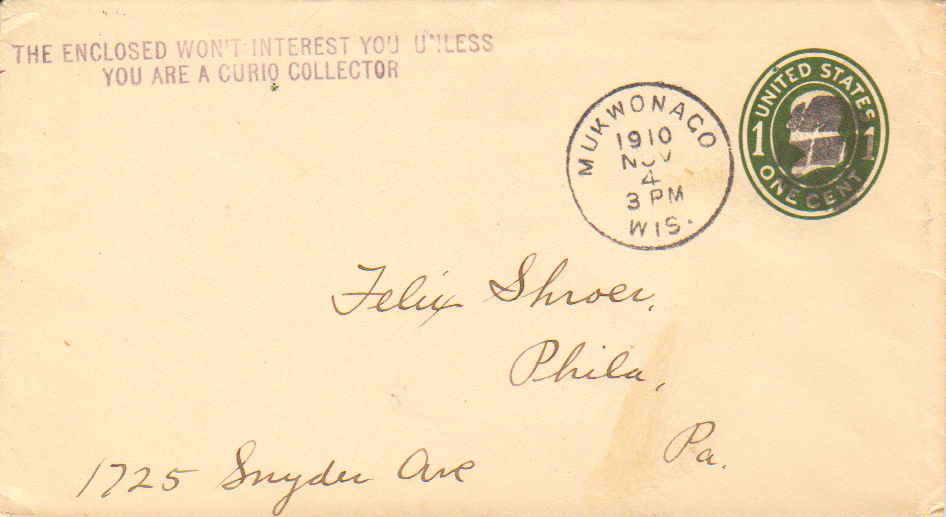 THE ENCLOSED WON'T INTEREST YOU UNLESS
YOU ARE A CURIO COLLECTOR
MUKWONAGO
1910
NOV
4
3 PM
WIS.
UNITED STATES
1 1
ONE CENT
Felix Shroer,
Phila,
Pa.
1725 Snyder Ave